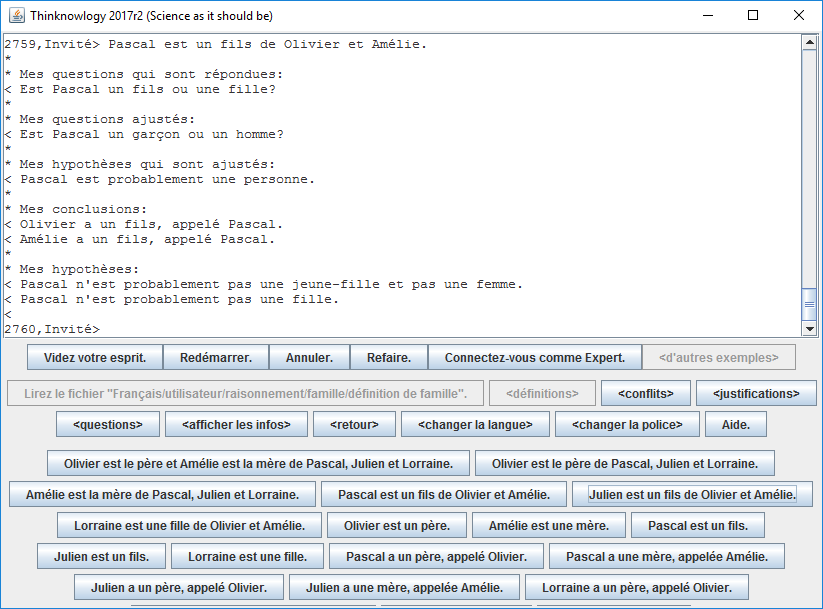 Thinknowlogy 2017r2 (Science as it should be)
2759,Invité> Pascal est un fils de Olivier et Amélie.
*
* Mes questions qui sont répondues:
< Est Pascal un fils ou une fille?
*
* Mes questions ajustés:
< Est Pascal un garçon ou un homme?
*
* Mes hypothèses qui sont ajustés:
< Pascal est probablement une personne.
*
* Mes conclusions:
< Olivier a un fils, appelé Pascal.
< Amélie a un fils, appelé Pascal.
*
* Mes hypothèses:
< Pascal n'est probablement pas une jeune-fille et pas une femme.
< Pascal n'est probablement pas une fille.
<
2760,Invité>
Videz votre esprit. Redémarrer. Annuler. Refaire. Connectez-vous comme Expert. <d'autres exemples>
Lirez le fichier "Français/utilisateur/raisonnement/famille/définition de famille". <définitions> <conflits> <justifications>
<questions> <afficher les infos> <retour> <changer la langue> <changer la police> Aide.
Olivier est le père et Amélie est la mère de Pascal, Julien et Lorraine. Olivier est le père de Pascal, Julien et Lorraine.
Amélie est la mère de Pascal, Julien et Lorraine. Pascal est un fils de Olivier et Amélie. Julien est un fils de Olivier et Amélie.
Lorraine est une fille de Olivier et Amélie. Olivier est un père. Amélie est une mère. Pascal est un fils.
Julien est un fils. Lorraine est une fille. Pascal a un père, appelé Olivier. Pascal a une mère, appelée Amélie.
Julien a un père, appelé Olivier. Julien a une mère, appelée Amélie. Lorraine a un père, appelé Olivier.